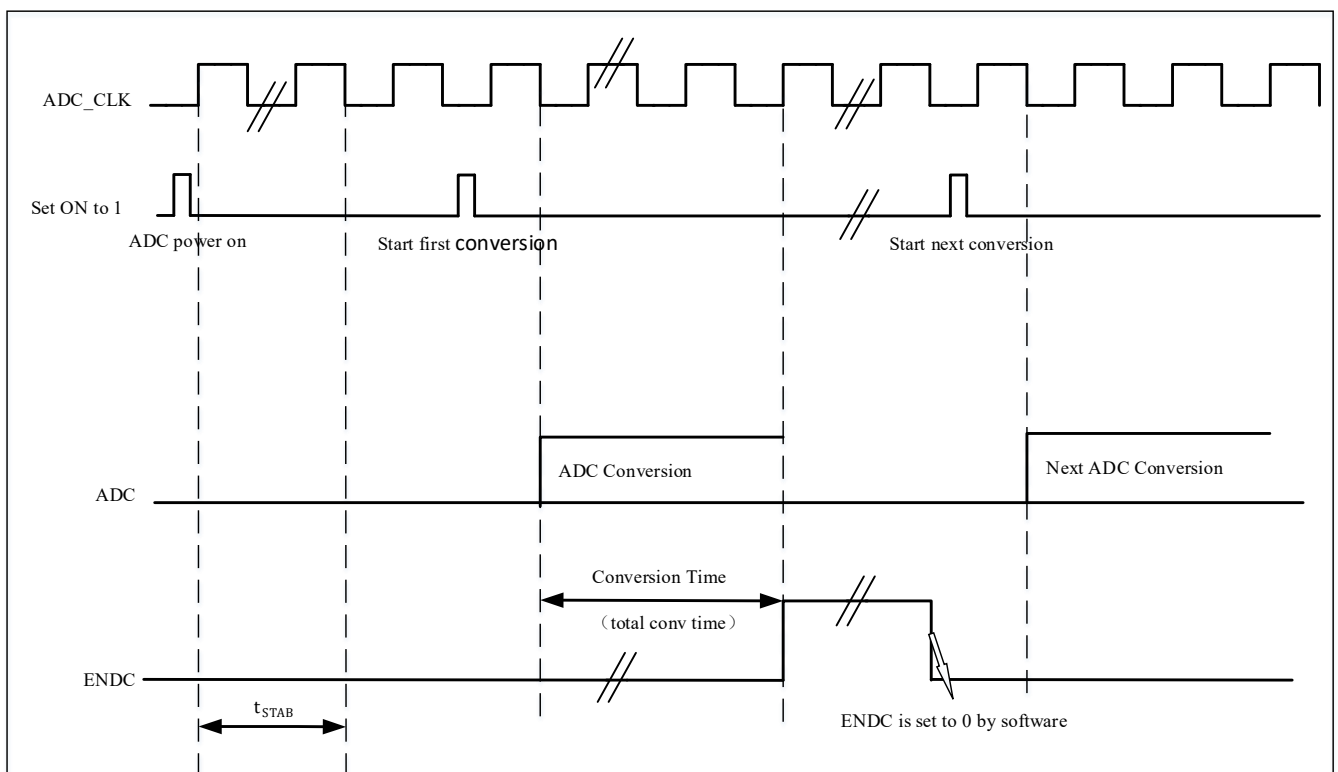 ADC_CLK
Set ON to 1
ADC power on
Start first conversion
Start next conversion
ADC Conversion
Next ADC Conversion
ADC
Conversion Time
（total conv time）
ENDC
tSTAB
ENDC is set to 0 by software